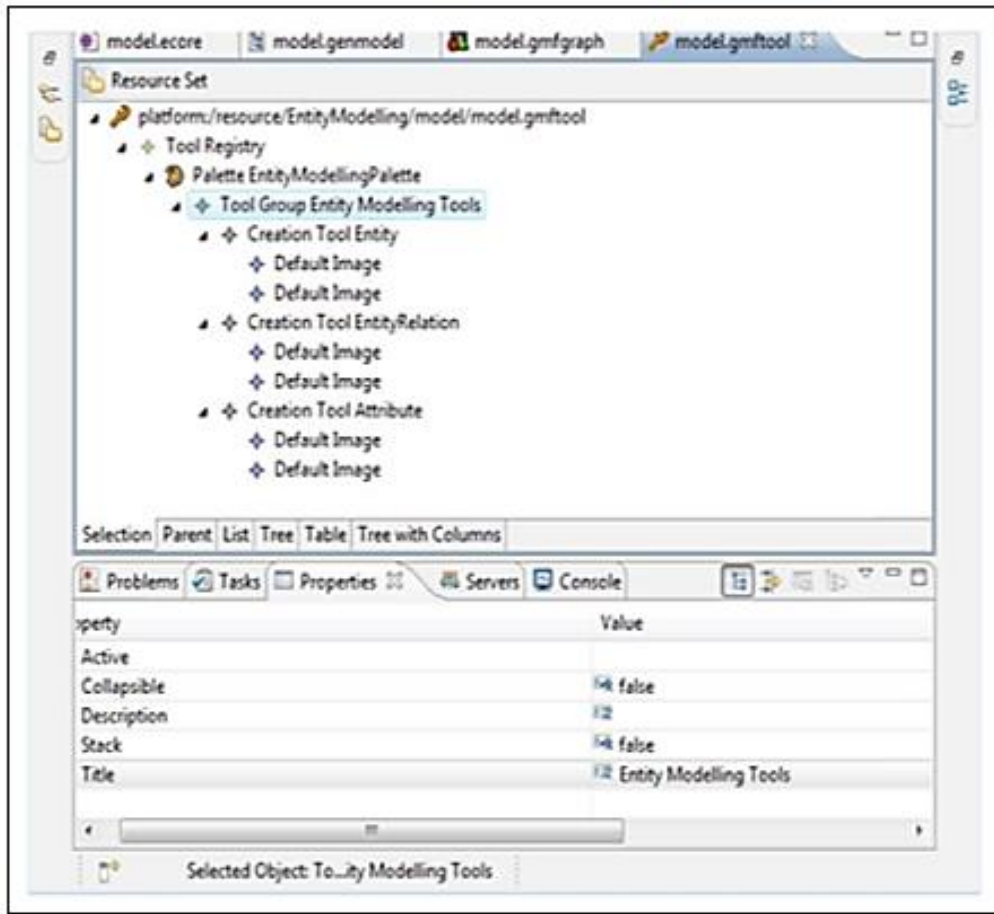 model.ecore model.genmodel model.gmfgraph model.gmftool
Resource Set
platform:/resource/EntityModelling/model/model.gmftool
Tool Registry
Palette EntityModellingPalette
Tool Group Entity Modelling Tools
Creation Tool Entity
Default Image
Default Image
Creation Tool EntityRelation
Default Image
Default Image
Creation Tool Attribute
Default Image
Default Image
Selection Parent List Tree Table Tree with Columns
Problems Tasks Properties Servers Console
operty Value
Active
Collapsible false
Description
Stack false
Title Entity Modelling Tools
Selected Object: To...ity Modelling Tools